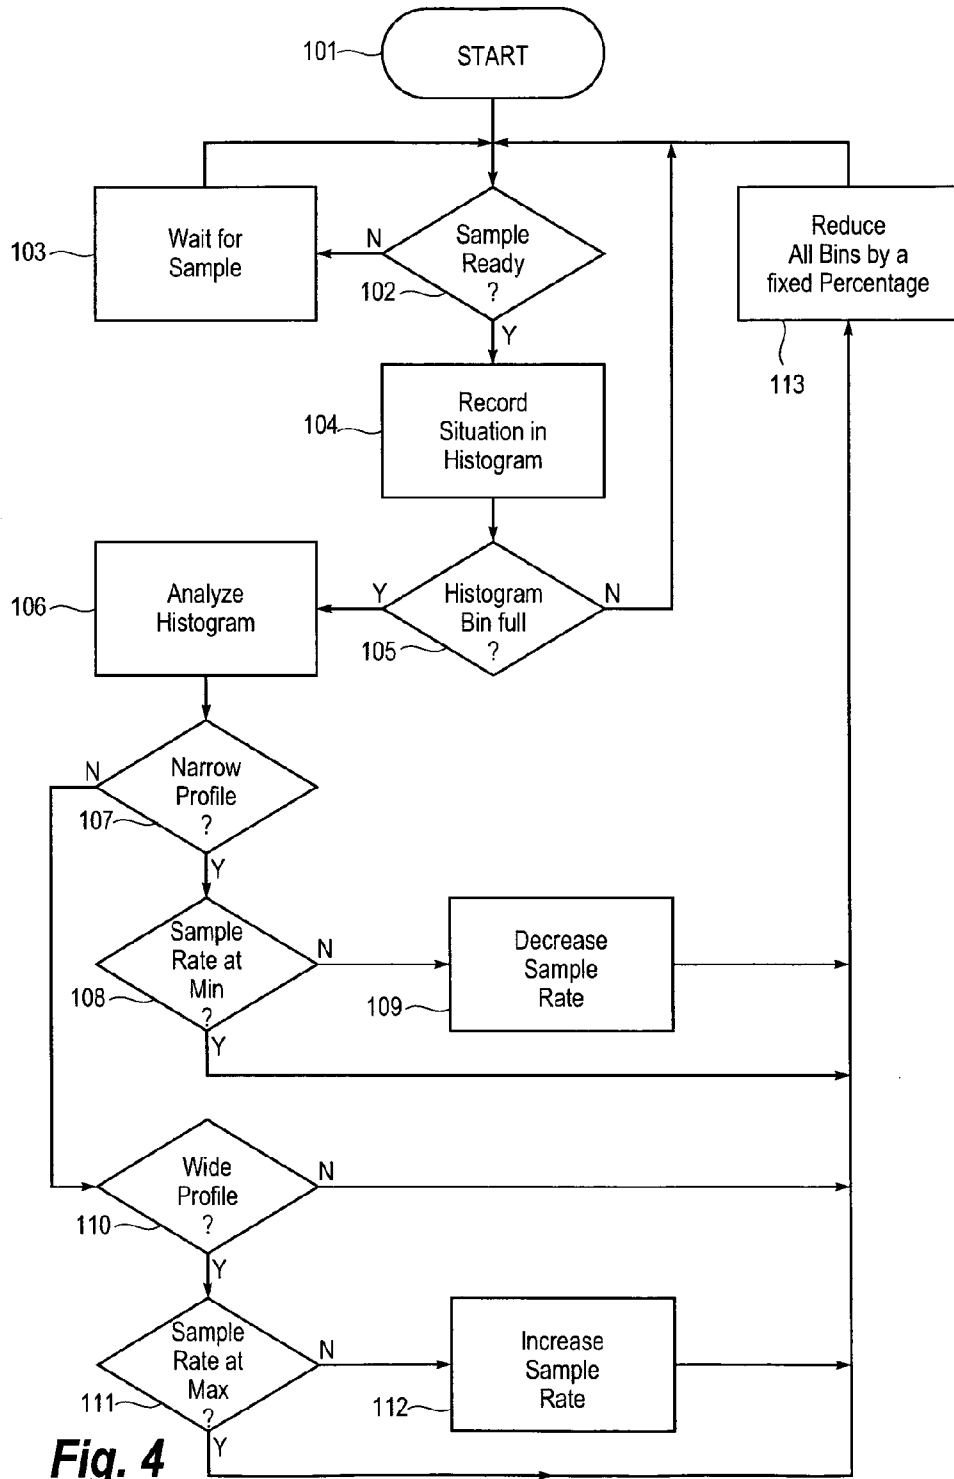 101
START
103
Wait for
Sample
N
Sample
Ready
?
102
Y
Reduce
All Bins by a
fixed Percentage
113
104
Record
Situation in
Histogram
106
Analyze
Histogram
Y
Histogram
Bin full
?
N
105
N
Narrow
Profile
?
107
Y
Sample
Rate at
Min
?
N
108
Y
Decrease
Sample
Rate
109
Wide
Profile
?
N
110
Y
Sample
Rate at
Max
?
N
111
Y
Increase
Sample
Rate
112
Fig. 4